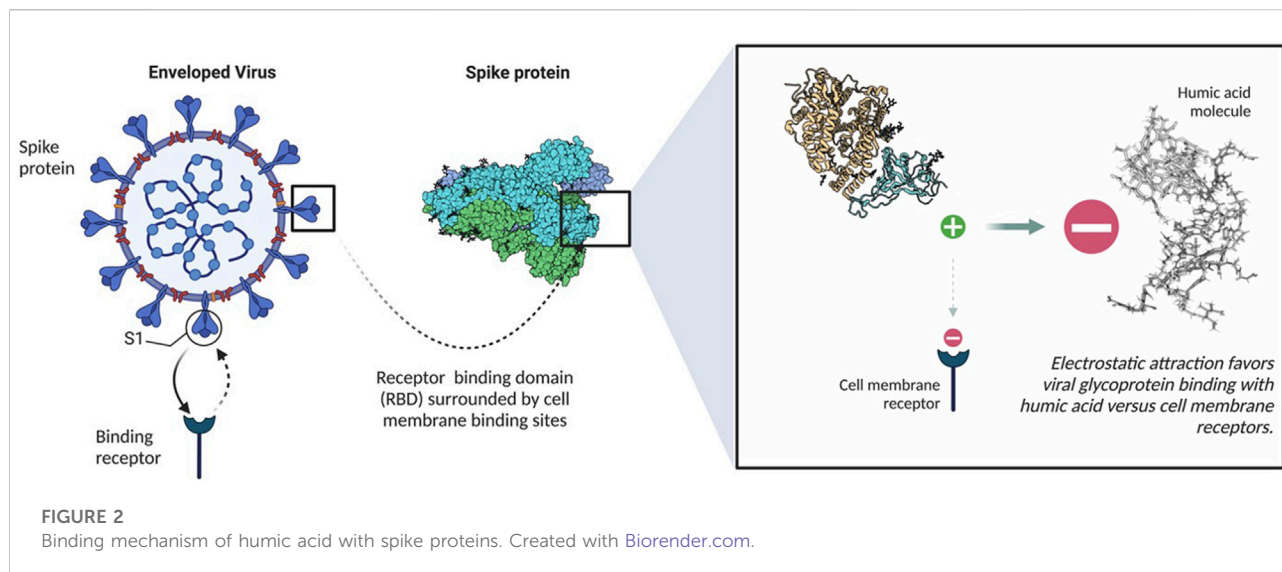 Enveloped Virus
Spike protein
Spike
protein
S1
Binding
receptor
Receptor binding domain
(RBD) surrounded by cell
membrane binding sites
Humic acid
molecule
+
−
−
Cell membrane
receptor
Electrostatic attraction favors
viral glycoprotein binding with
humic acid versus cell membrane
receptors.
FIGURE 2
Binding mechanism of humic acid with spike proteins. Created with Biorender.com.